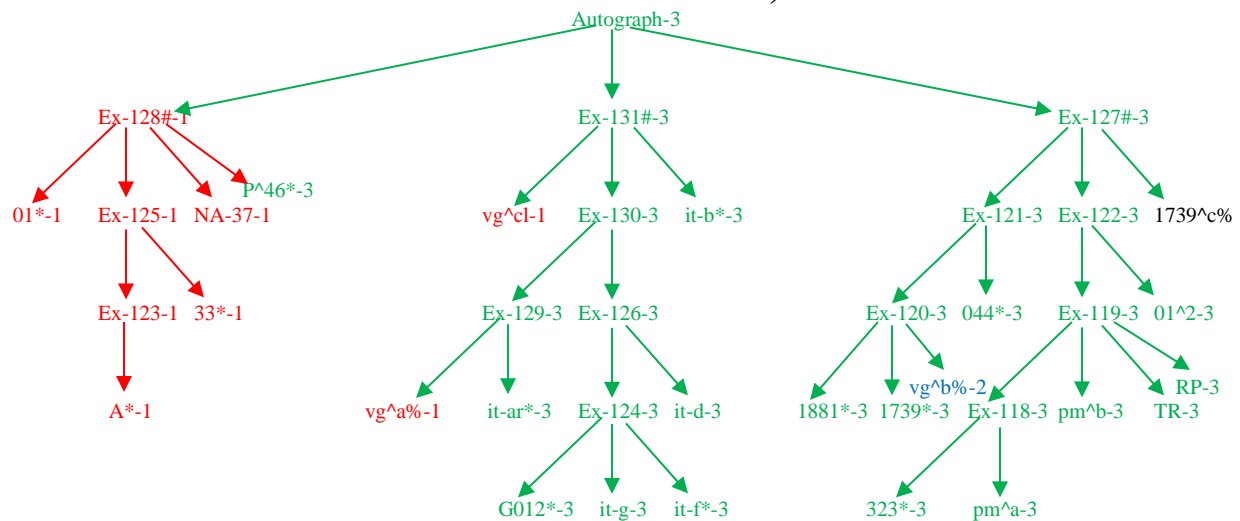 Autograph-3
Ex-128#-1 Ex-131#-3 Ex-127#-3
P^46*-3
01*-1 Ex-125-1 NA-37-1 vg^cl-1 Ex-130-3 it-b*-3 Ex-121-3 Ex-122-3 1739^c%
Ex-123-1 33*-1 Ex-129-3 Ex-126-3 Ex-120-3 044*-3 Ex-119-3 01^2-3
vg^b%-2 RP-3
A*-1 vg^a%-1 it-ar*-3 Ex-124-3 it-d-3 1881*-3 1739*-3 Ex-118-3 pm^b-3 TR-3
G012*-3 it-g-3 it-f*-3 323*-3 pm^a-3